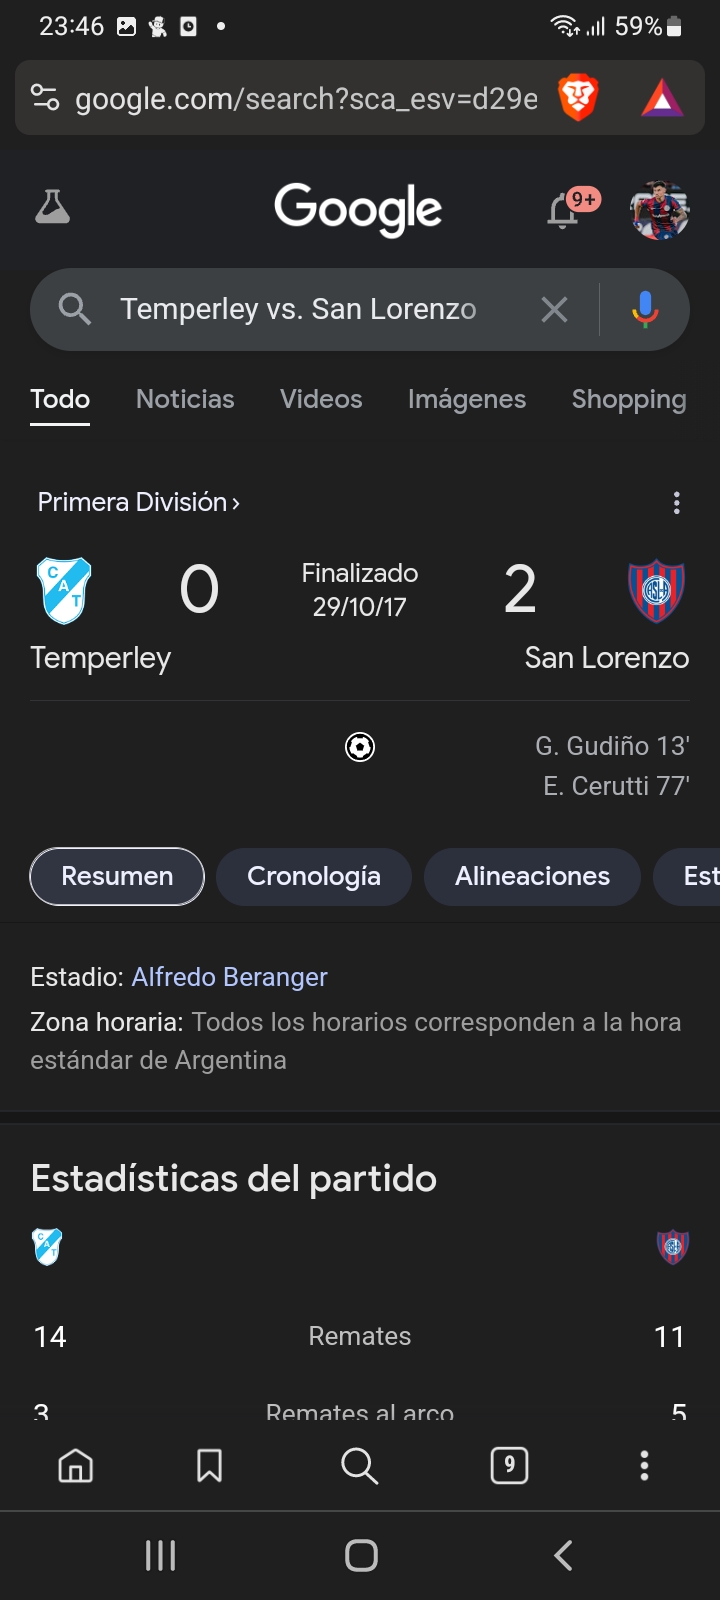 23:46
59%
google.com/search?sca_esv=d29e
Google
9+
Temperley vs. San Lorenzo
Todo Noticias Videos Imágenes Shopping
Primera División
C A T
0
Finalizado
29/10/17
2
CASLA
Temperley
San Lorenzo
G. Gudiño 13'
E. Cerutti 77'
Resumen Cronología Alineaciones Est
Estadio: Alfredo Beranger
Zona horaria: Todos los horarios corresponden a la hora
estándar de Argentina
Estadísticas del partido
C A T
14 Remates 11
3 Remates al arco 5
9